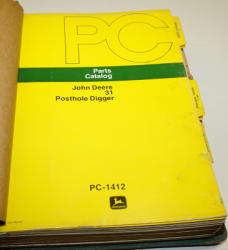 PC
Parts
Catalog
John Deere
31
Posthole Digger
PC-1412